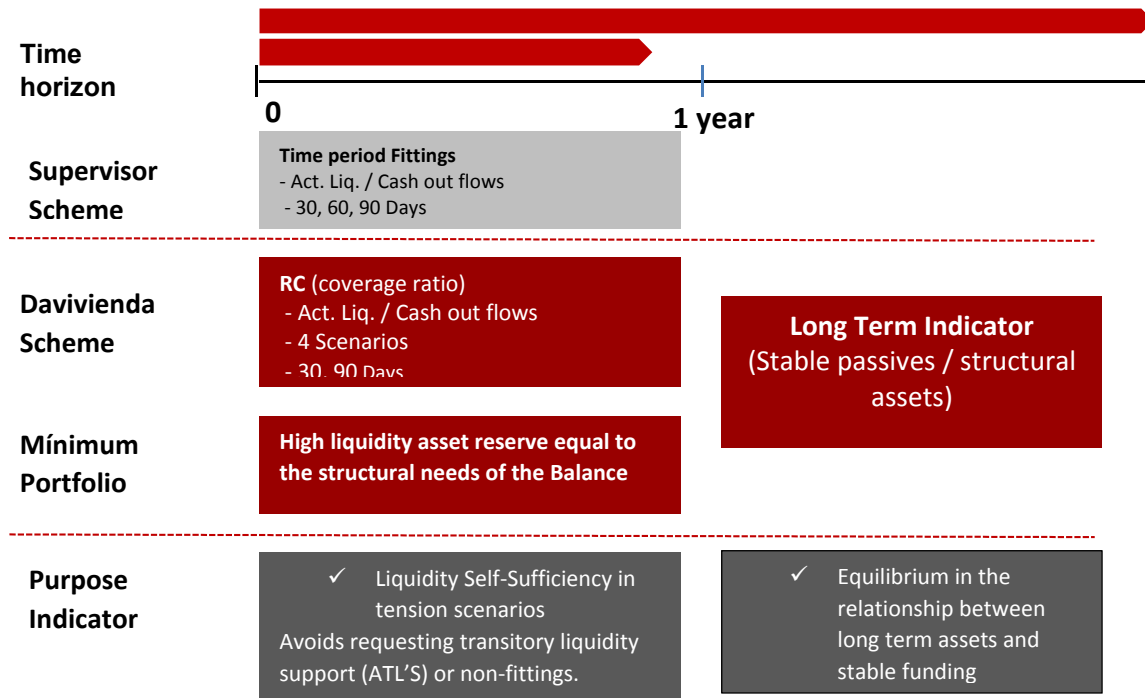 Time
horizon
0
1 year
Supervisor
Scheme
Time period Fittings
- Act. Liq. / Cash out flows
- 30, 60, 90 Days
Davivienda
Scheme
RC (coverage ratio)
- Act. Liq. / Cash out flows
- 4 Scenarios
- 30, 90 Days
Long Term Indicator
(Stable passives / structural
assets)
Mínimum
Portfolio
High liquidity asset reserve equal to
the structural needs of the Balance
Purpose
Indicator
✓ Liquidity Self-Sufficiency in
tension scenarios
Avoids requesting transitory liquidity
support (ATL'S) or non-fittings.
✓ Equilibrium in the
relationship between
long term assets and
stable funding